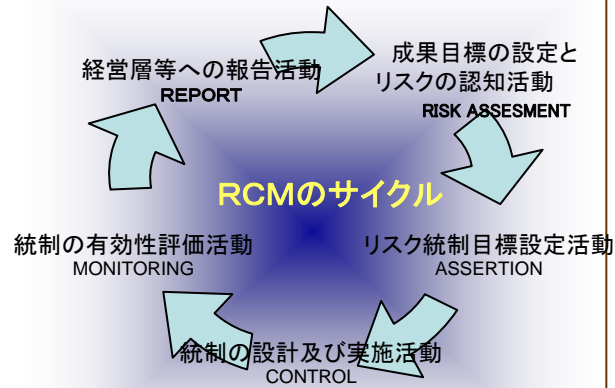 経営層等への報告活動
REPORT
成果目標の設定と
リスクの認知活動
RISK ASSESMENT
RCMのサイクル
統制の有効性評価活動
MONITORING
リスク統制目標設定活動
ASSERTION
統制の設計及び実施活動
CONTROL